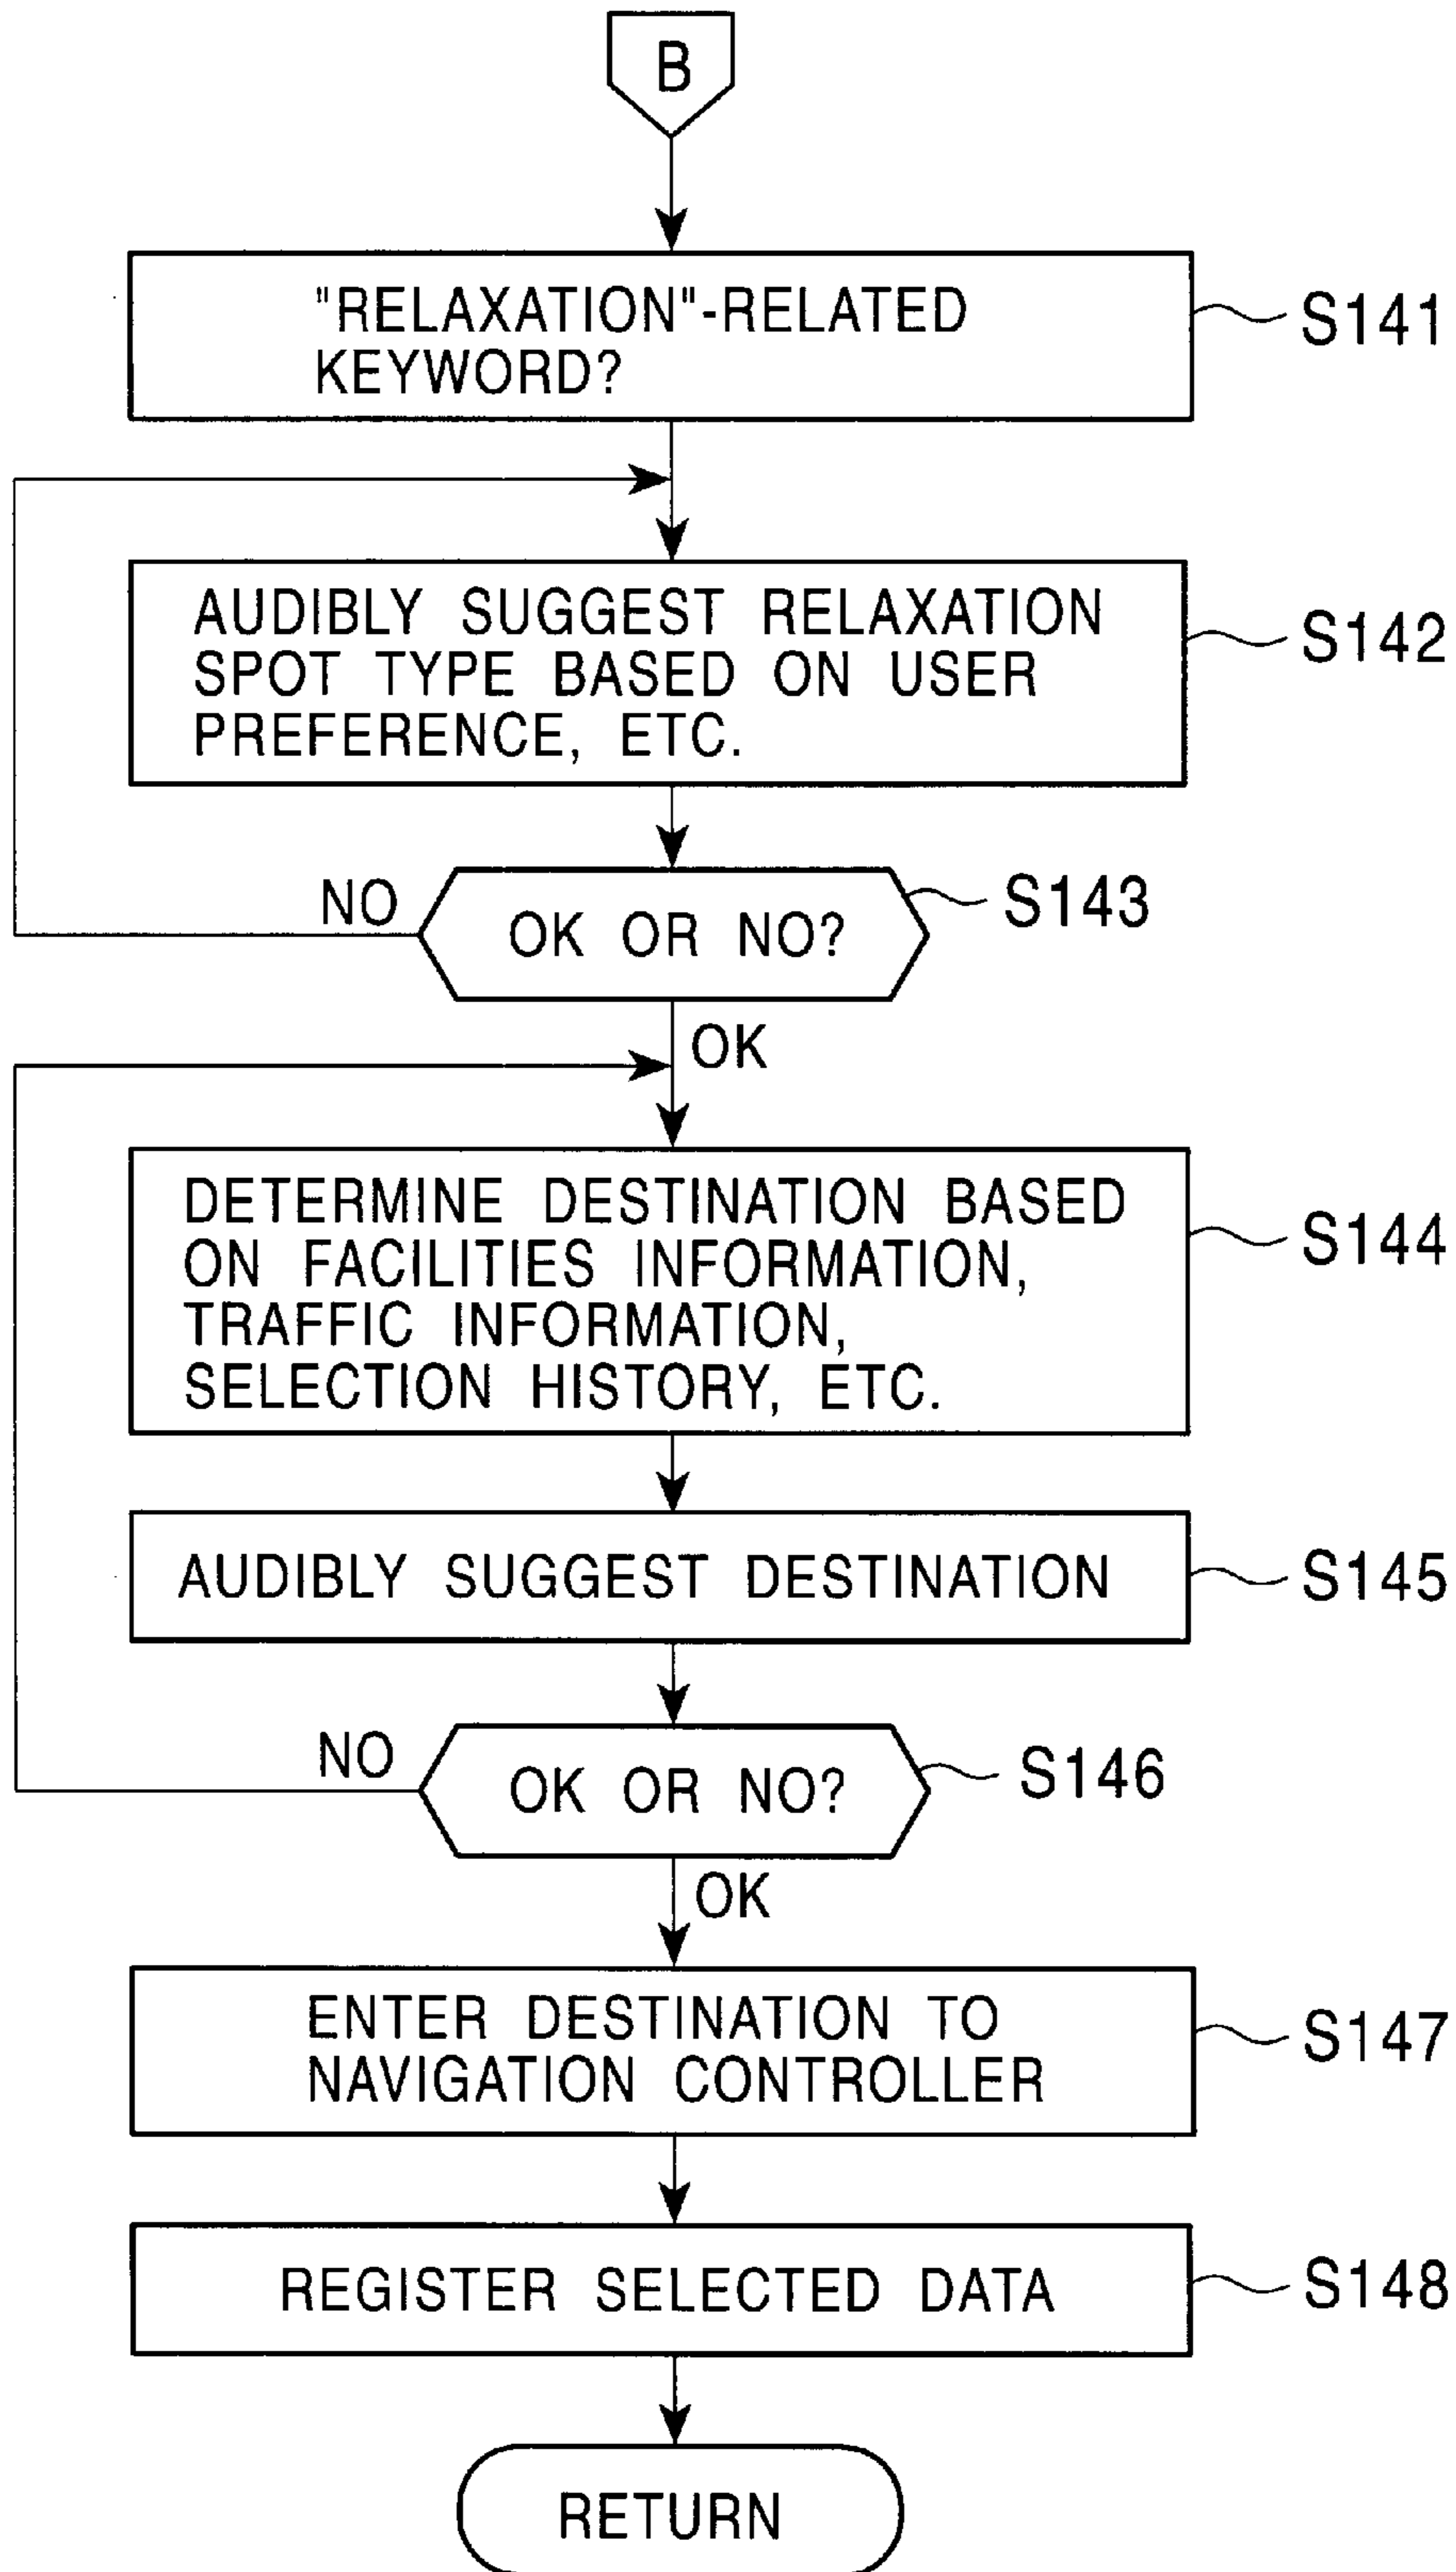 B
"RELAXATION"-RELATED
KEYWORD?
S141
AUDIBLY SUGGEST RELAXATION
SPOT TYPE BASED ON USER
PREFERENCE, ETC.
S142
NO
OK OR NO?
S143
OK
DETERMINE DESTINATION BASED
ON FACILITIES INFORMATION,
TRAFFIC INFORMATION,
SELECTION HISTORY, ETC.
S144
AUDIBLY SUGGEST DESTINATION
S145
NO
OK OR NO?
S146
OK
ENTER DESTINATION TO
NAVIGATION CONTROLLER
S147
REGISTER SELECTED DATA
S148
RETURN